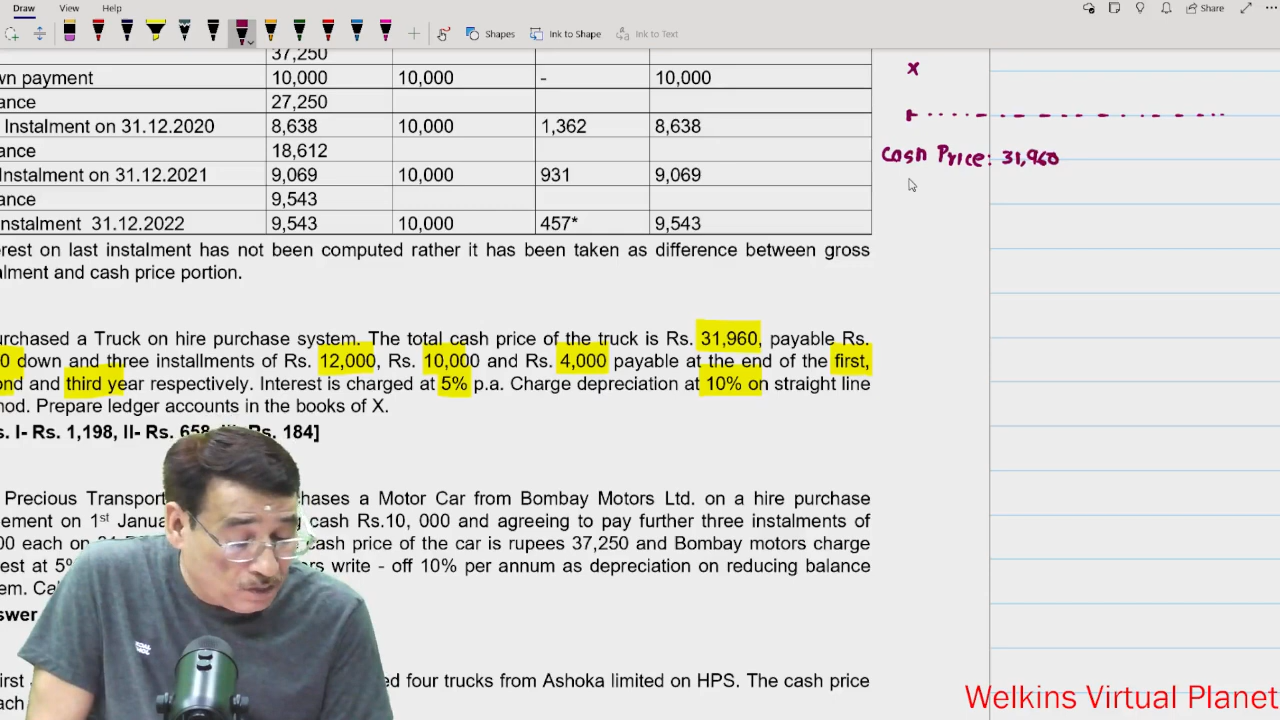 Draw View Help Share
Shapes Ink to Shape Ink to Text
37,250
wn payment 10,000 10,000 - 10,000
ance 27,250
Instalment on 31.12.2020 8,638 10,000 1,362 8,638
ance 18,612
Instalment on 31.12.2021 9,069 10,000 931 9,069
ance 9,543
nstalment 31.12.2022 9,543 10,000 457* 9,543
erest on last instalment has not been computed rather it has been taken as difference between gross
alment and cash price portion.
x
Cash Price: 31,960
urchased a Truck on hire purchase system. The total cash price of the truck is Rs. 31,960, payable Rs.
0 down and three installments of Rs. 12,000, Rs. 10,000 and Rs. 4,000 payable at the end of the first,
ond and third year respectively. Interest is charged at 5% p.a. Charge depreciation at 10% on straight line
hod. Prepare ledger accounts in the books of X.
s. I- Rs. 1,198, II- Rs. 658, III- Rs. 184]
Precious Transport hases a Motor Car from Bombay Motors Ltd. on a hire purchase
ement on 1st Janua cash Rs.10, 000 and agreeing to pay further three instalments of
00 each on 31 cash price of the car is rupees 37,250 and Bombay motors charge
rest at 5% ors write - off 10% per annum as depreciation on reducing balance
em. Ca
swer
irst ed four trucks from Ashoka limited on HPS. The cash price
each
Welkins Virtual Planet